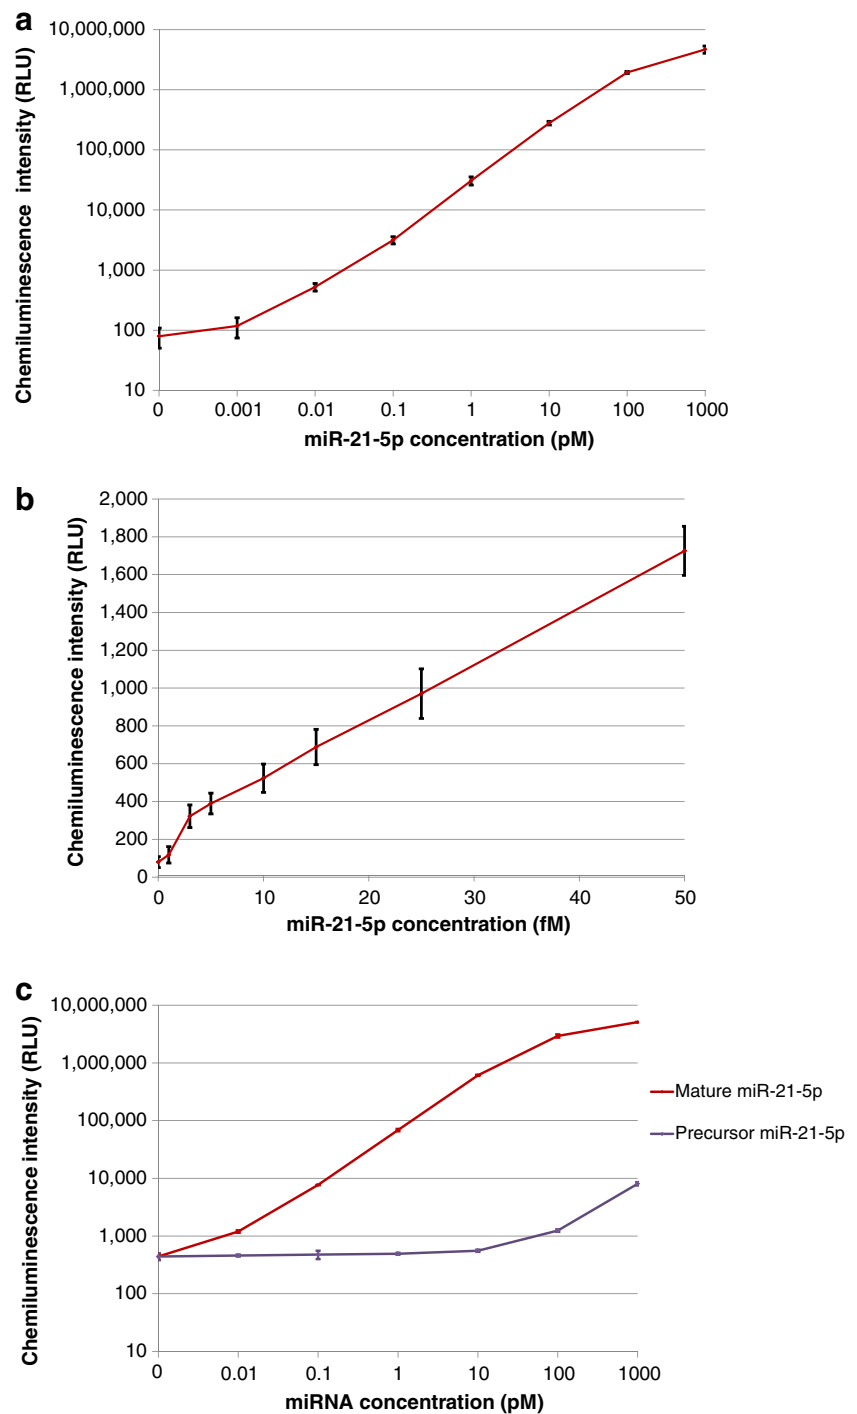 a
Chemiluminescence intensity (RLU)
10,000,000
1,000,000
100,000
10,000
1,000
100
10
0 0.001 0.01 0.1 1 10 100 1000
miR-21-5p concentration (pM)
b
Chemiluminescence intensity (RLU)
2,000
1,800
1,600
1,400
1,200
1,000
800
600
400
200
0
0 10 20 30 40 50
miR-21-5p concentration (fM)
c
Chemiluminescence intensity (RLU)
10,000,000
1,000,000
100,000
10,000
1,000
100
10
0 0.01 0.1 1 10 100 1000
miRNA concentration (pM)
Mature miR-21-5p
Precursor miR-21-5p